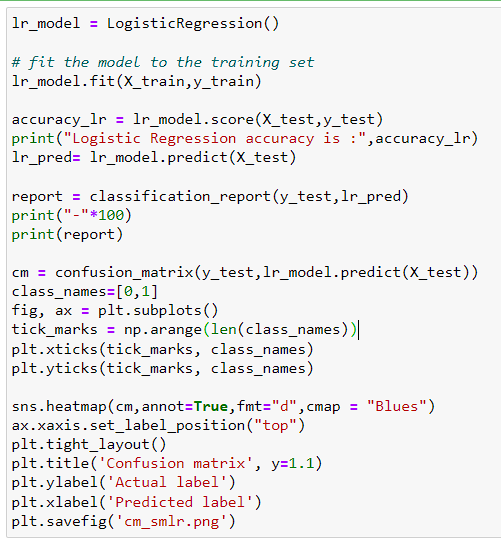 lr_model = LogisticRegression()
# fit the model to the training set
lr_model.fit(X_train,y_train)
accuracy_lr = lr_model.score(X_test,y_test)
print("Logistic Regression accuracy is :",accuracy_lr)
lr_pred= lr_model.predict(X_test)
report = classification_report(y_test,lr_pred)
print("-"*100)
print(report)
cm = confusion_matrix(y_test,lr_model.predict(X_test))
class_names=[0,1]
fig, ax = plt.subplots()
tick_marks = np.arange(len(class_names))
plt.xticks(tick_marks, class_names)
plt.yticks(tick_marks, class_names)
sns.heatmap(cm,annot=True,fmt="d",cmap = "Blues")
ax.xaxis.set_label_position("top")
plt.tight_layout()
plt.title('Confusion matrix', y=1.1)
plt.ylabel('Actual label')
plt.xlabel('Predicted label')
plt.savefig('cm_smlr.png')